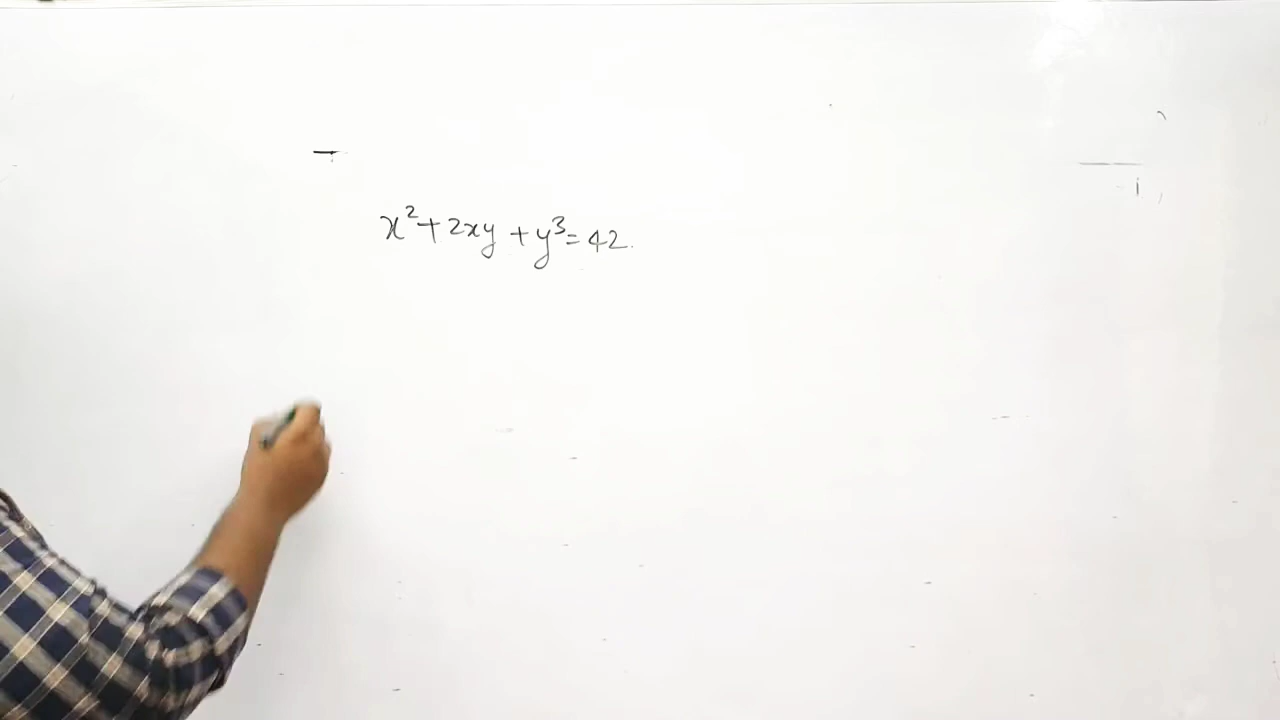 x² + 2xy + y³ = 42.